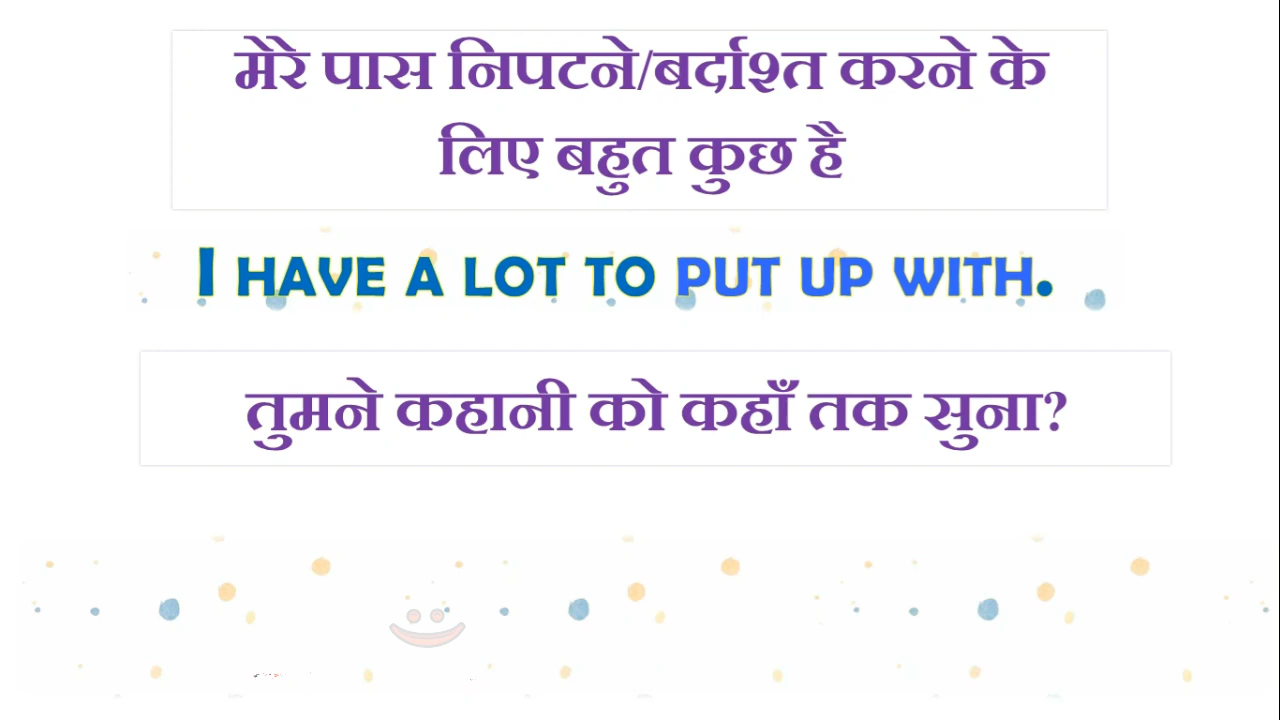 मेरे पास निपटने/बर्दाश्त करने के
लिए बहुत कुछ है
I HAVE A LOT TO PUT UP WITH.
तुमने कहानी को कहाँ तक सुना?